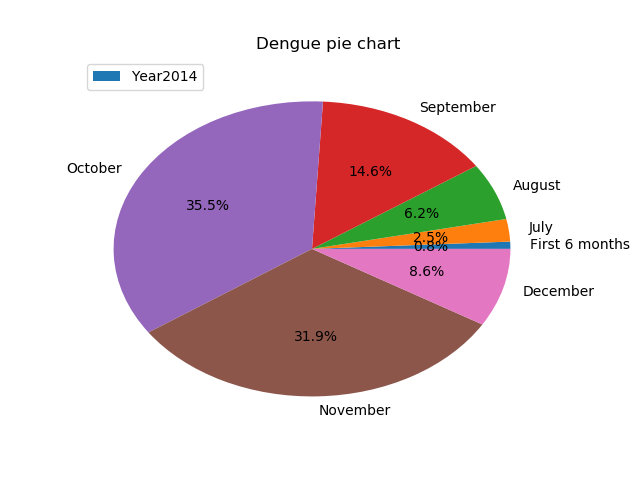 Dengue pie chart
Year2014
September
October
14.6%
August
35.5%
6.2%
July
2.5%
First 6 months
0.8%
8.6%
December
31.9%
November